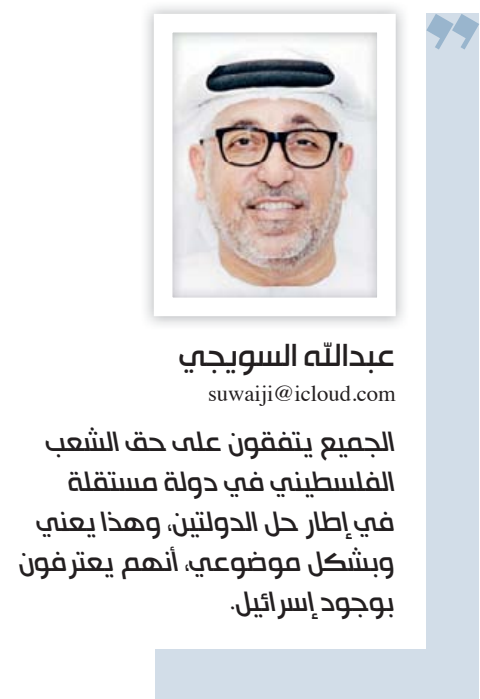 عبدالله السويجي
suwaiji@icloud.com
الجميع يتفقون على حق الشعب
الفلسطيني في دولة مستقلة
في إطار حل الدولتين، وهذا يعني
وبشكل موضوعي، أنهم يعترفون
بوجود إسرائيل.